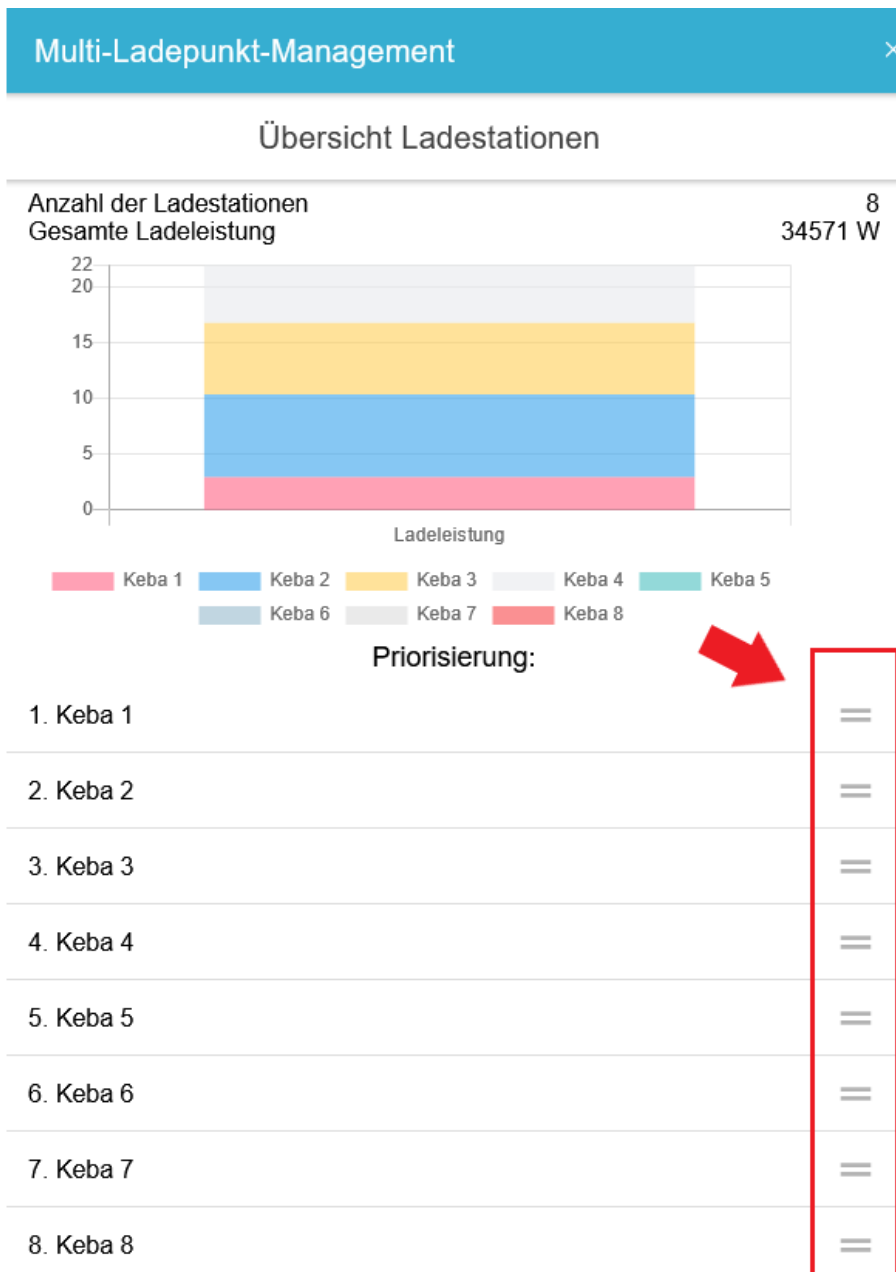 Multi-Ladepunkt-Management ×
Übersicht Ladestationen
Anzahl der Ladestationen 8
Gesamte Ladeleistung 34571 W
22
20
15
10
5
0
Ladeleistung
Keba 1 Keba 2 Keba 3 Keba 4 Keba 5
Keba 6 Keba 7 Keba 8
Priorisierung:
1. Keba 1
2. Keba 2
3. Keba 3
4. Keba 4
5. Keba 5
6. Keba 6
7. Keba 7
8. Keba 8